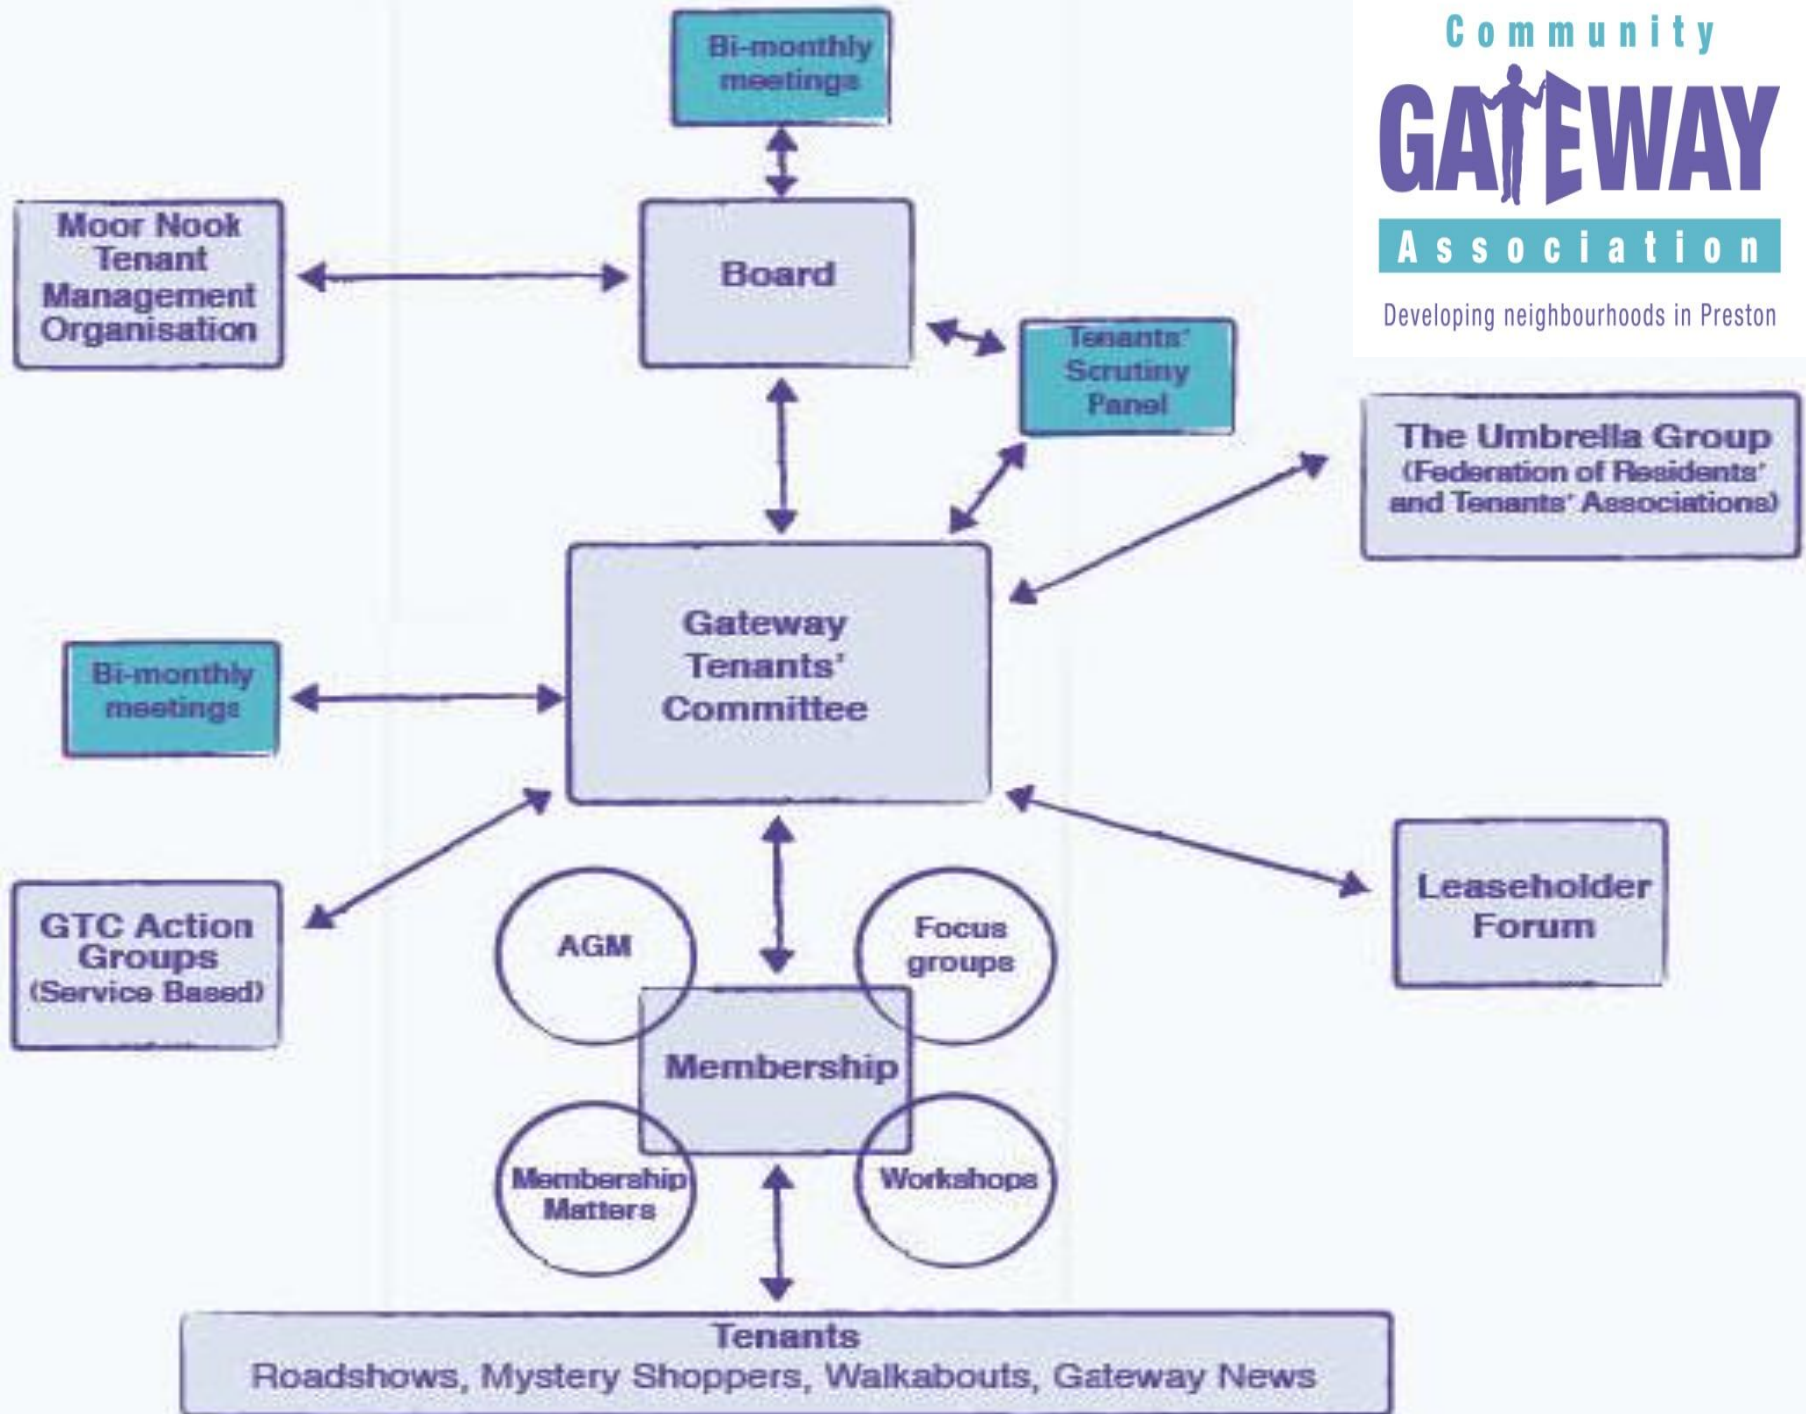 Bi-monthly
meetings
Community
GATEWAY
Association
Developing neighbourhoods in Preston
Moor Nook
Tenant
Management
Organisation
Board
Tenants'
Scrutiny
Panel
The Umbrella Group
(Federation of Residents'
and Tenants' Associations)
Gateway
Tenants'
Committee
Bi-monthly
meetings
GTC Action
Groups
(Service Based)
AGM
Focus
groups
Leaseholder
Forum
Membership
Membership
Matters
Workshops
Tenants
Roadshows, Mystery Shoppers, Walkabouts, Gateway News